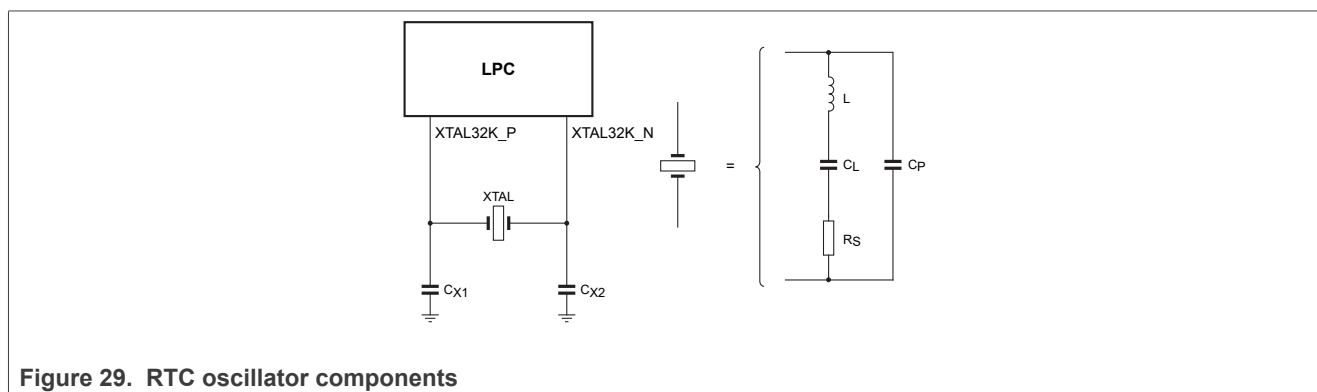 LPC
XTAL32K_P
XTAL32K_N
XTAL
CX1
CX2
=
L
CL
CP
RS
Figure 29. RTC oscillator components